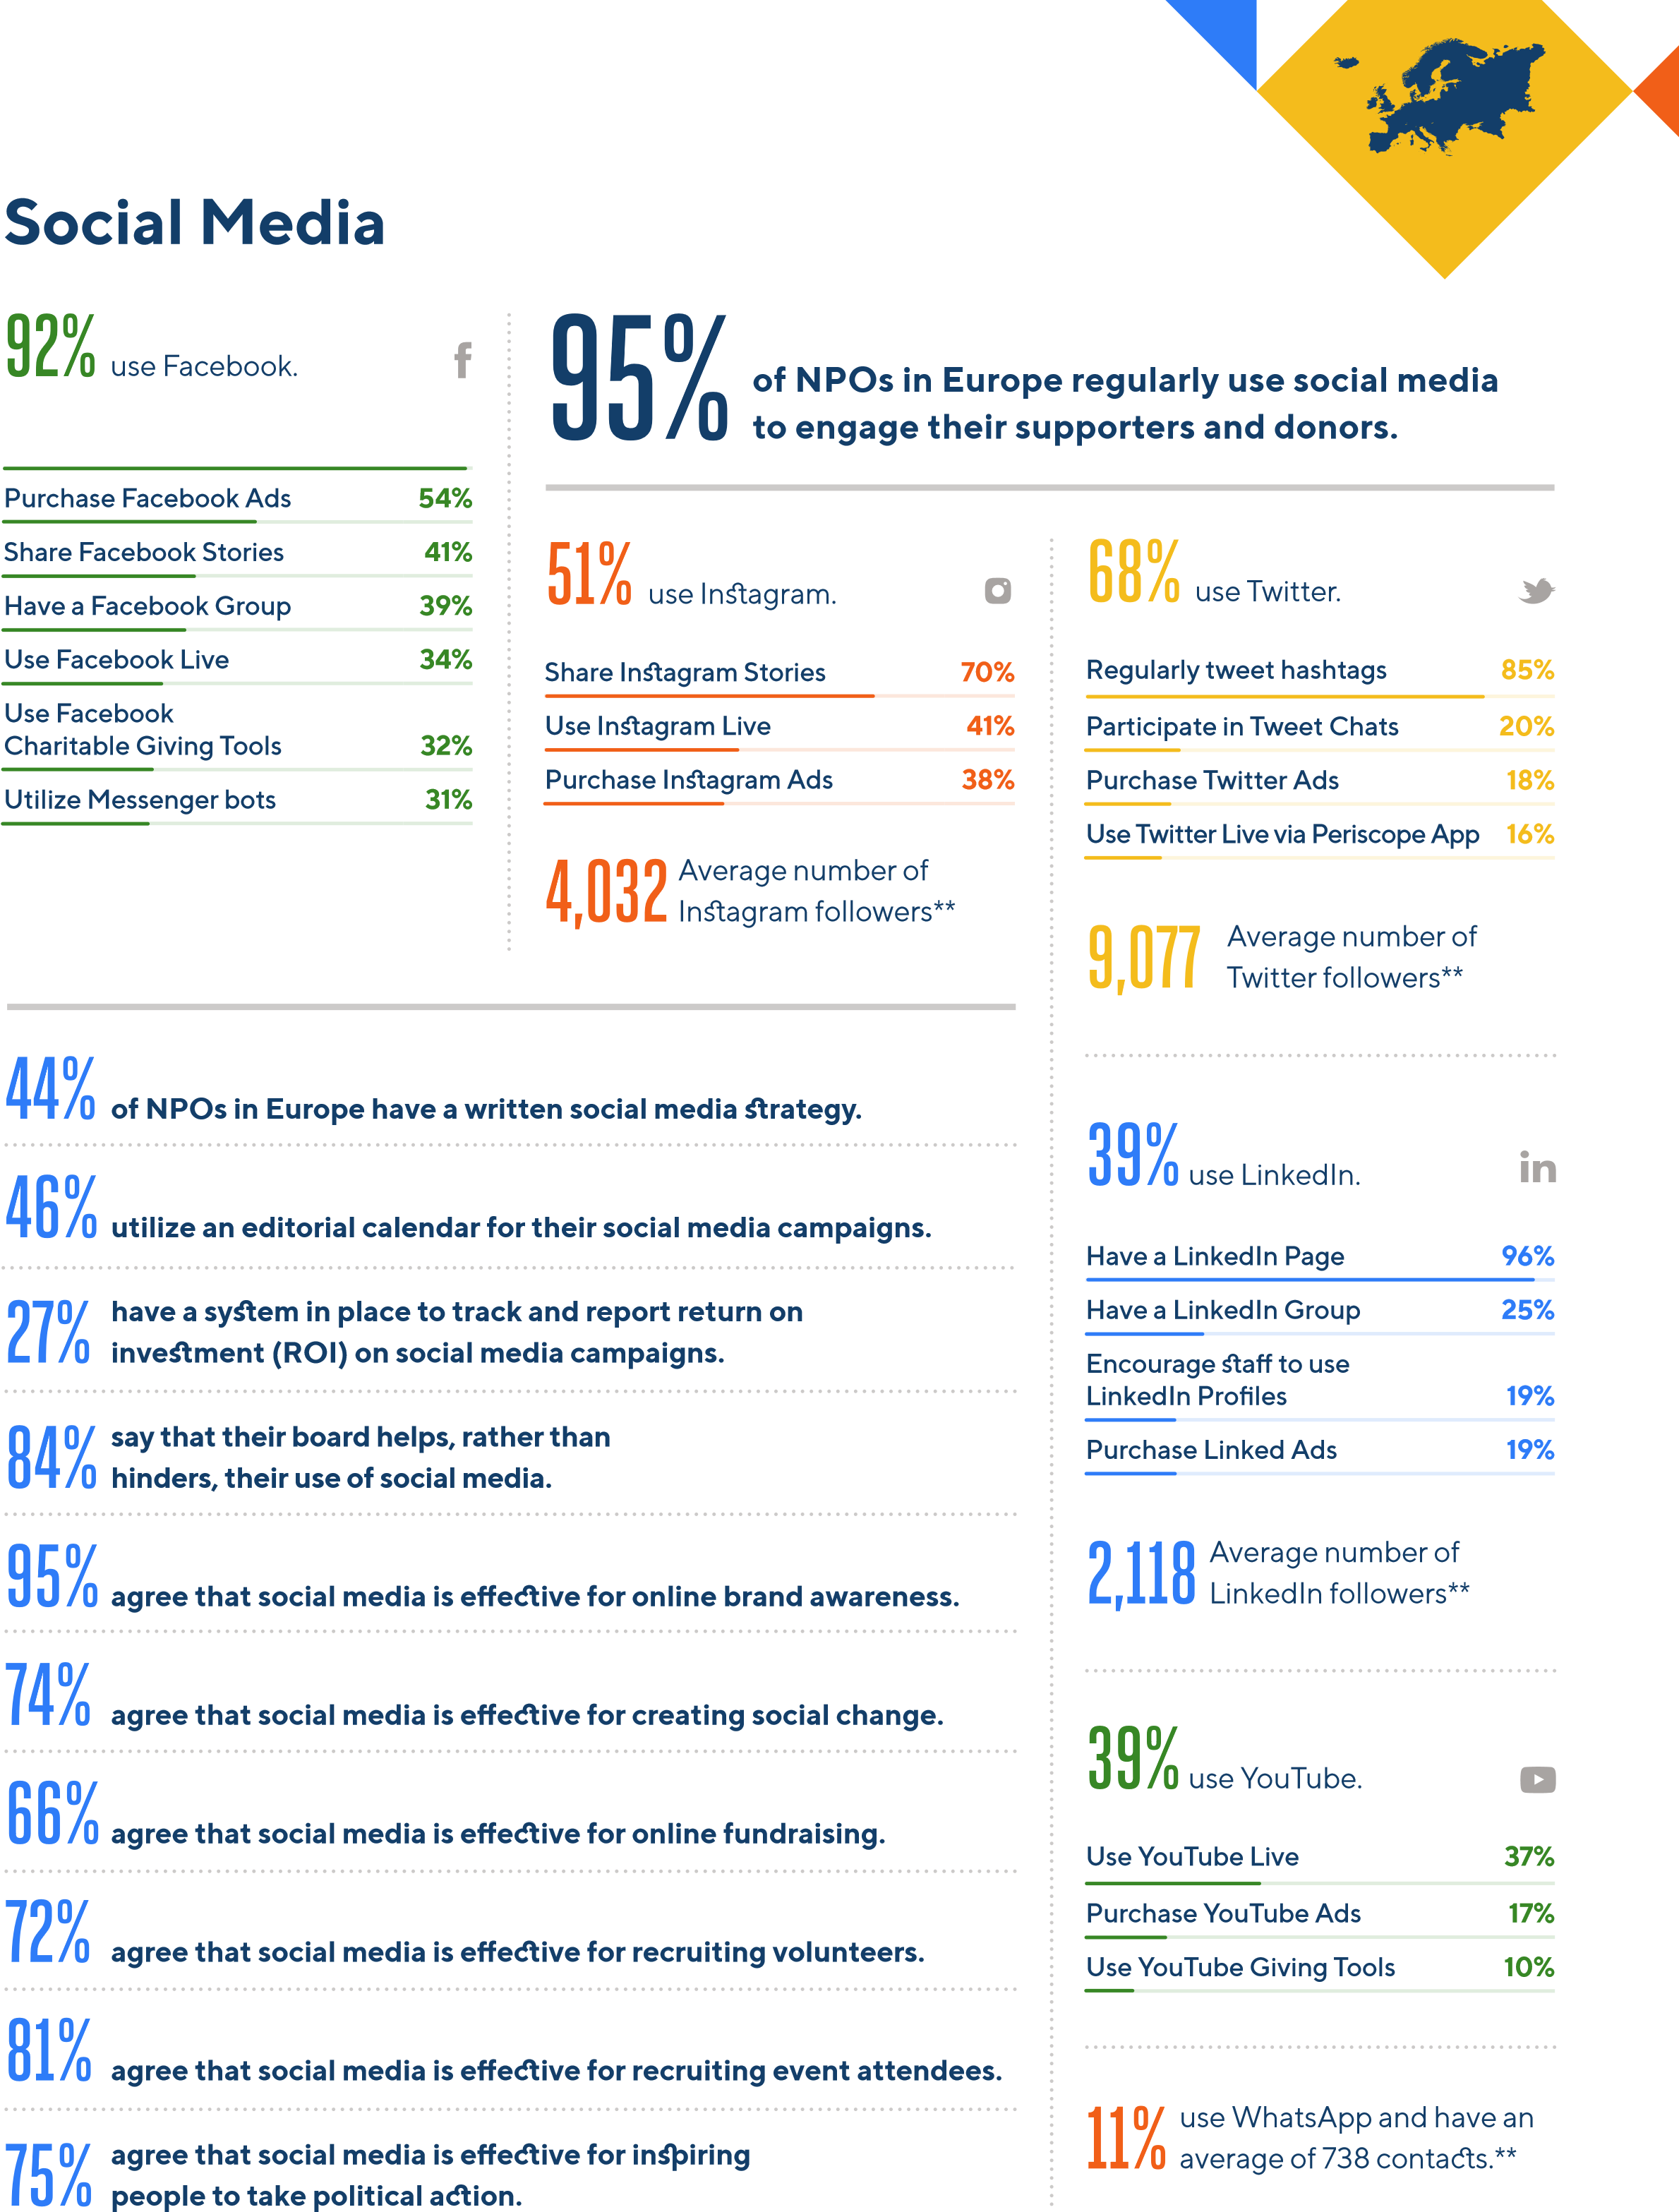 Social Media
92% use Facebook.
Purchase Facebook Ads 54%
Share Facebook Stories 41%
Have a Facebook Group 39%
Use Facebook Live 34%
Use Facebook
Charitable Giving Tools 32%
Utilize Messenger bots 31%
95% of NPOs in Europe regularly use social media
to engage their supporters and donors.
51% use Instagram.
Share Instagram Stories 70%
Use Instagram Live 41%
Purchase Instagram Ads 38%
4,032 Average number of
Instagram followers**
68% use Twitter.
Regularly tweet hashtags 85%
Participate in Tweet Chats 20%
Purchase Twitter Ads 18%
Use Twitter Live via Periscope App 16%
9,077 Average number of
Twitter followers**
44% of NPOs in Europe have a written social media strategy.
46% utilize an editorial calendar for their social media campaigns.
27% have a system in place to track and report return on
investment (ROI) on social media campaigns.
84% say that their board helps, rather than
hinders, their use of social media.
95% agree that social media is effective for online brand awareness.
74% agree that social media is effective for creating social change.
66% agree that social media is effective for online fundraising.
72% agree that social media is effective for recruiting volunteers.
81% agree that social media is effective for recruiting event attendees.
75% agree that social media is effective for inspiring
people to take political action.
39% use LinkedIn.
in
Have a LinkedIn Page 96%
Have a LinkedIn Group 25%
Encourage staff to use
LinkedIn Profiles 19%
Purchase Linked Ads 19%
2,118 Average number of
LinkedIn followers**
39% use YouTube.
Use YouTube Live 37%
Purchase YouTube Ads 17%
Use YouTube Giving Tools 10%
11% use WhatsApp and have an
average of 738 contacts.**